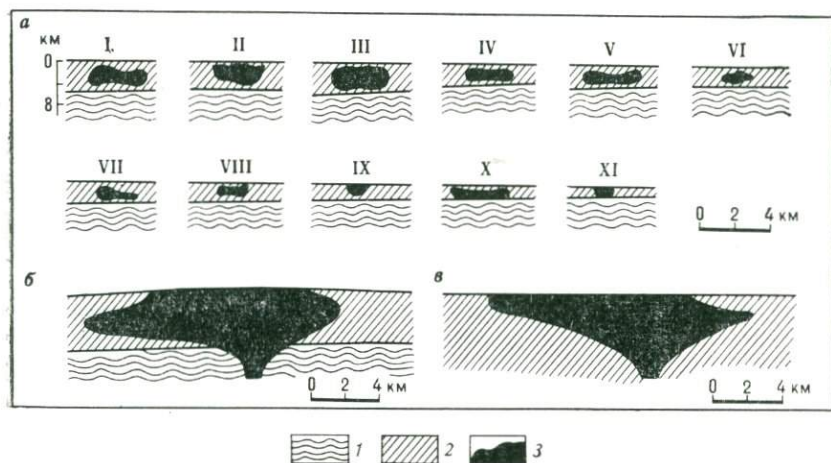 а
км
I. II III IV V VI
0
8
VII VIII IX X XI
0 2 4 км
б в
0 2 4 км 0 2 4 км
1 2 3